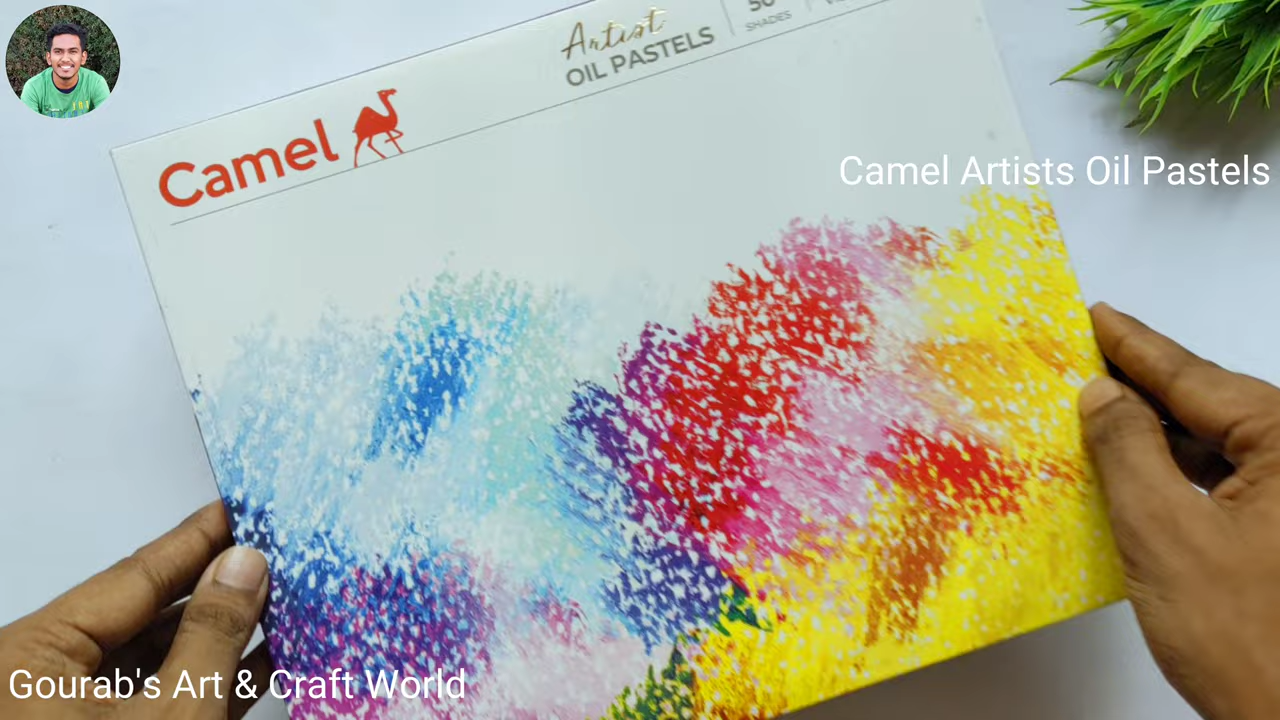 Artist
OIL PASTELS
50
SHADES
Camel
Camel Artists Oil Pastels
Gourab's Art & Craft World